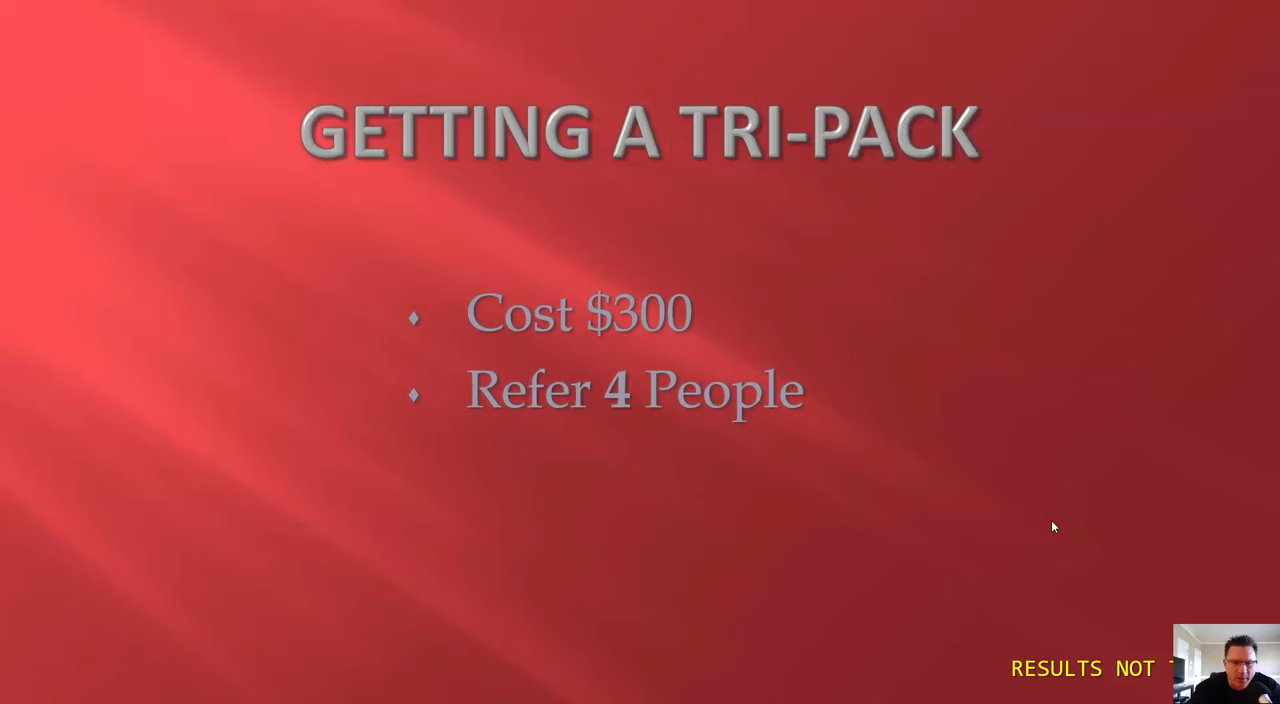 GETTING A TRI-PACK
Cost $300
Refer 4 People
RESULTS NOT